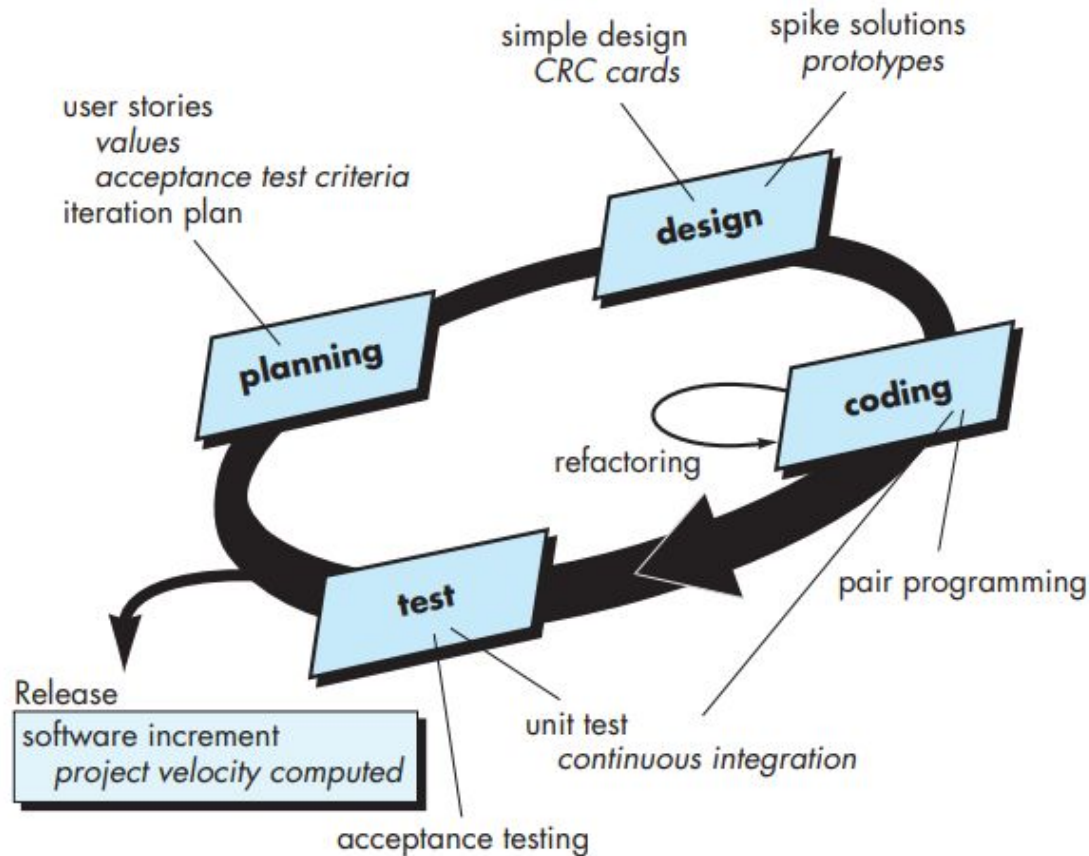 simple design
CRC cards
spike solutions
prototypes
user stories
values
acceptance test criteria
iteration plan
design
planning
coding
refactoring
test
pair programming
Release
software increment
project velocity computed
unit test
continuous integration
acceptance testing